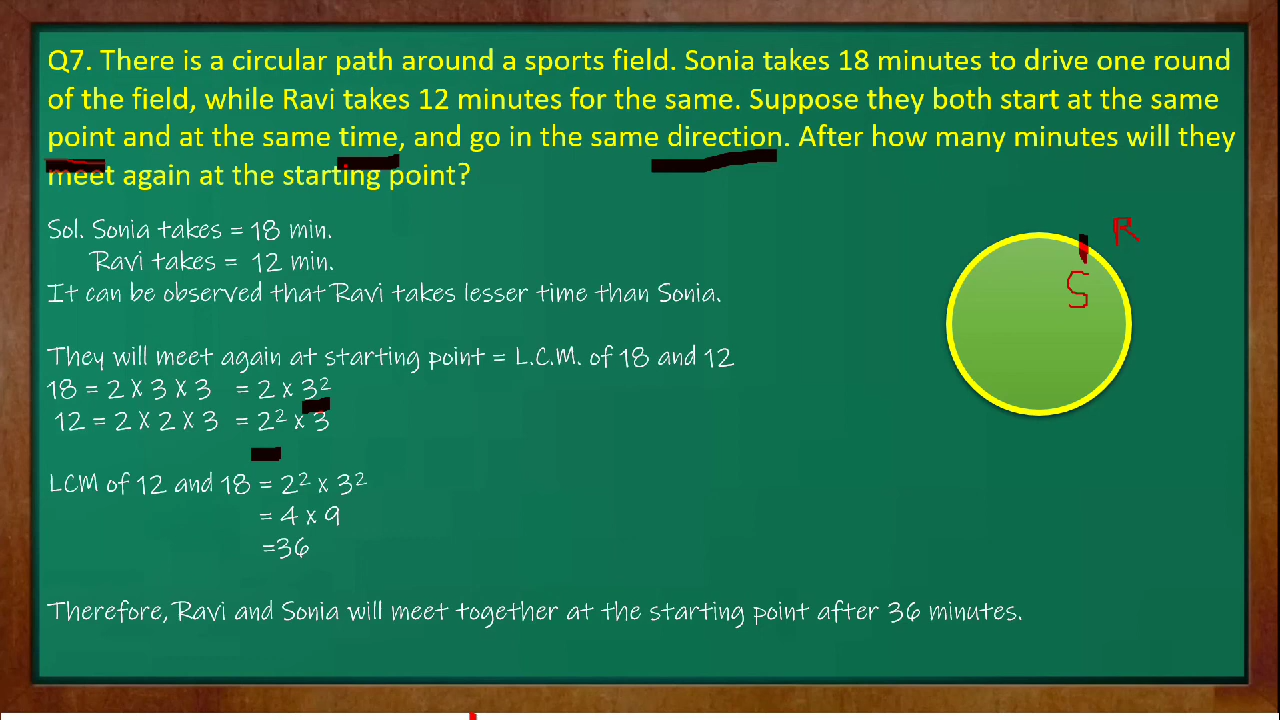 Q7. There is a circular path around a sports field. Sonia takes 18 minutes to drive one round
of the field, while Ravi takes 12 minutes for the same. Suppose they both start at the same
point and at the same time, and go in the same direction. After how many minutes will they
meet again at the starting point?
Sol. Sonia takes = 18 min.
Ravi takes = 12 min.
It can be observed that Ravi takes lesser time than Sonia.
They will meet again at starting point = L.C.M. of 18 and 12
18 = 2 x 3 x 3 = 2 x 3²
12 = 2 x 2 x 3 = 2² x 3
LCM of 12 and 18 = 2² x 3²
= 4 x 9
=36
Therefore, Ravi and Sonia will meet together at the starting point after 36 minutes.
R
S